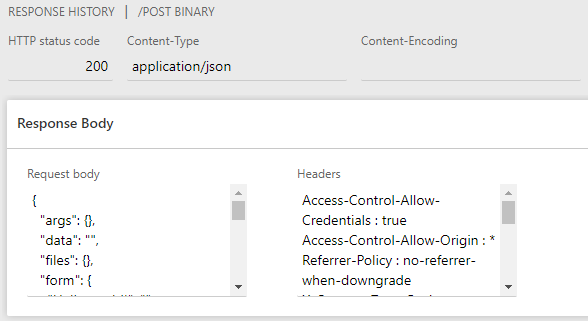 RESPONSE HISTORY | /POST BINARY
HTTP status code Content-Type Content-Encoding
200 application/json
Response Body
Request body
{
"args": {},
"data": "",
"files": {},
"form": {
Headers
Access-Control-Allow-
Credentials : true
Access-Control-Allow-Origin : *
Referrer-Policy : no-referrer-
when-downgrade